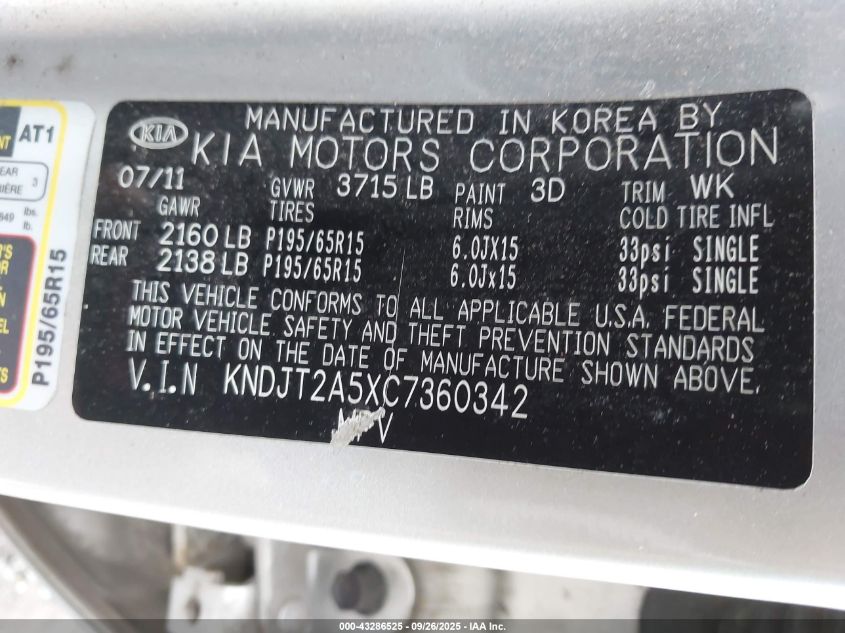 KIA
MANUFACTURED IN KOREA BY
KIA MOTORS CORPORATION
07/11 GVWR 3715 LB PAINT 3D TRIM WK
GAWR TIRES RIMS COLD TIRE INFL
FRONT 2160 LB P195/65R15 6.0JX15 33psi SINGLE
REAR 2138 LB P195/65R15 6.0Jx15 33psi SINGLE
THIS VEHICLE CONFORMS TO ALL APPLICABLE U.S.A. FEDERAL
MOTOR VEHICLE SAFETY AND THEFT PREVENTION STANDARDS
IN EFFECT ON THE DATE OF MANUFACTURE SHOWN ABOVE.
V.I.N KNDJT2A5XC7360342
AT1
3
lbs.
lb.
P195/65R15
000-43286525 - 09/26/2025 - © IAA, Inc.